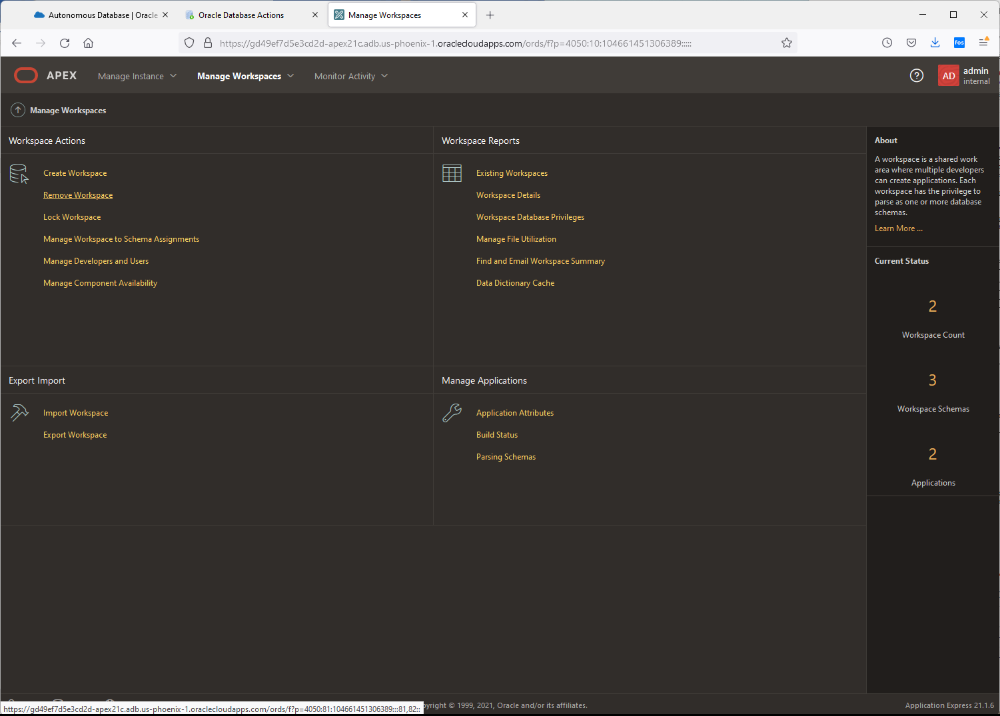 Autonomous Database | Oracle
Oracle Database Actions
Manage Workspaces
https://gd49ef7d5e3cd2d-apex21c.adb.us-phoenix-1.oraclecloudapps.com/ords/f?p=4050:10:104661451306389:::::
fos
APEX
Manage Instance
Manage Workspaces
Monitor Activity
?
AD
admin
internal
Manage Workspaces
Workspace Actions
Create Workspace
Remove Workspace
Lock Workspace
Manage Workspace to Schema Assignments
Manage Developers and Users
Manage Component Availability
Workspace Reports
Existing Workspaces
Workspace Details
Workspace Database Privileges
Manage File Utilization
Find and Email Workspace Summary
Data Dictionary Cache
Export Import
Import Workspace
Export Workspace
Manage Applications
Application Attributes
Build Status
Parsing Schemas
About
A workspace is a shared work
area where multiple developers
can create applications. Each
workspace has the privilege to
parse as one or more database
schemas.
Learn More ...
Current Status
2
Workspace Count
3
Workspace Schemas
2
Applications
https://gd49ef7d5e3cd2d-apex21c.adb.us-phoenix-1.oraclecloudapps.com/ords/f?p=4050:81:104661451306389:::81,82::
pyright © 1999, 2021, Oracle and/or its affiliates.
Application Express 21.1.6